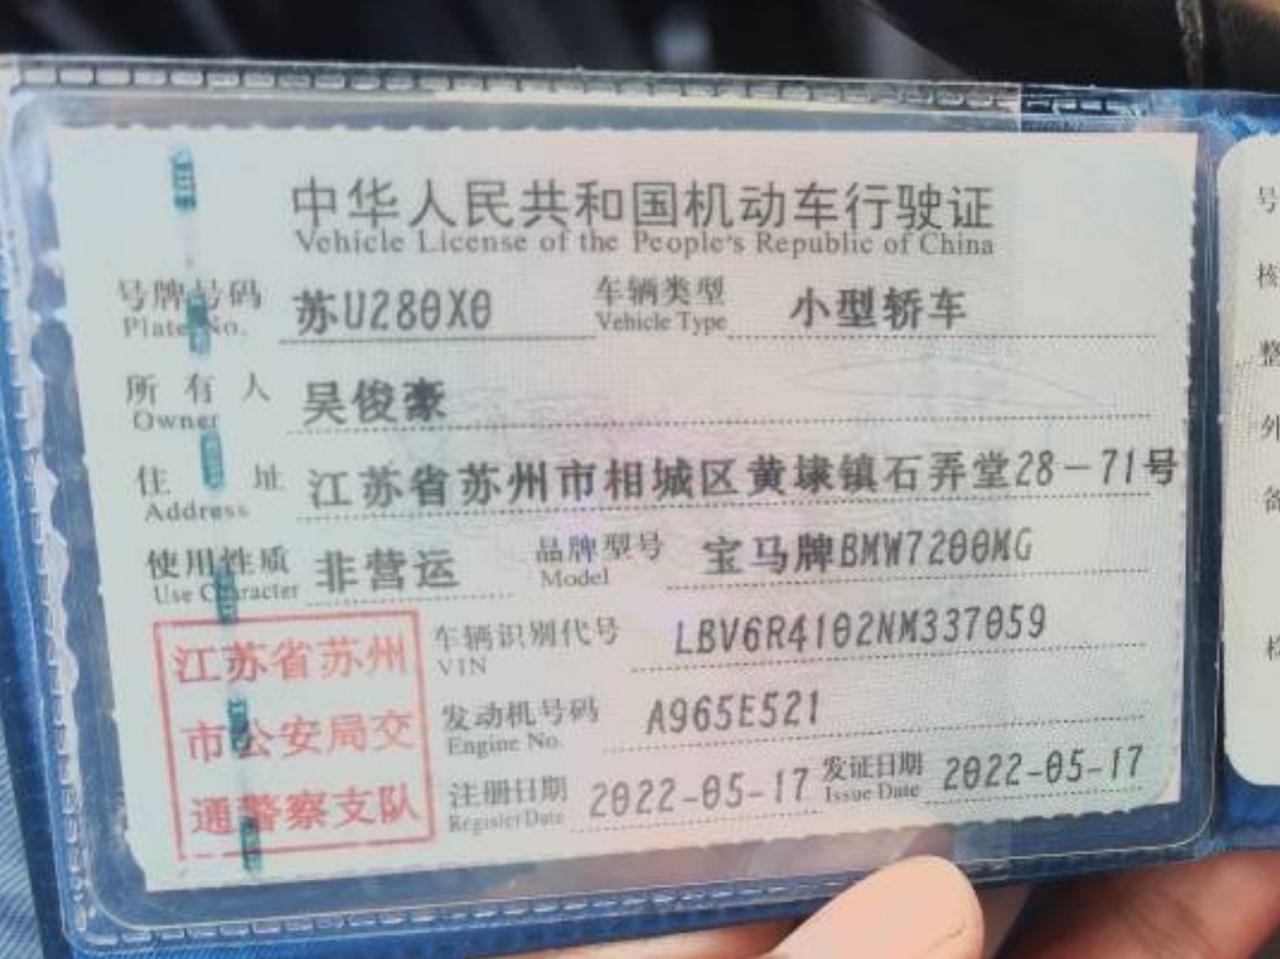 中华人民共和国机动车行驶证
Vehicle License of the People's Republic of China
号牌号码 苏U280X0 车辆类型 小型轿车
Plate No. Vehicle Type
所有人 吴俊豪
Owner
住址 江苏省苏州市相城区黄埭镇石弄堂28-71号
Address
使用性质 非营运 品牌型号 宝马牌BMW7200MG
Use Character Model
江苏省苏州
市公安局交
通警察支队
车辆识别代号 LBV6R4102NM337059
VIN
发动机号码 A965E521
Engine No.
注册日期 2022-05-17 发证日期 2022-05-17
Register Date Issue Date
号
核
整
外
备